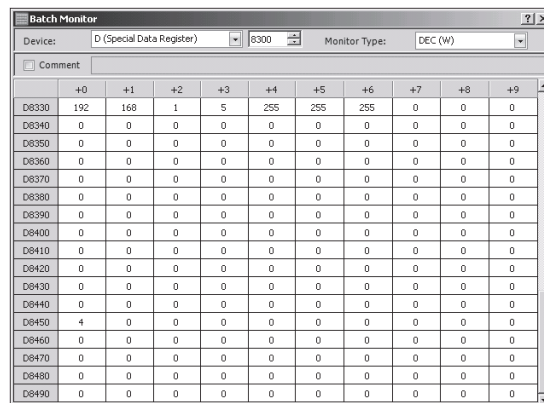 Batch Monitor
Device: D (Special Data Register) 8300 Monitor Type: DEC (W)
Comment
+0 +1 +2 +3 +4 +5 +6 +7 +8 +9
D8330 192 168 1 5 255 255 255 0 0 0
D8340 0 0 0 0 0 0 0 0 0 0
D8350 0 0 0 0 0 0 0 0 0 0
D8360 0 0 0 0 0 0 0 0 0 0
D8370 0 0 0 0 0 0 0 0 0 0
D8380 0 0 0 0 0 0 0 0 0 0
D8390 0 0 0 0 0 0 0 0 0 0
D8400 0 0 0 0 0 0 0 0 0 0
D8410 0 0 0 0 0 0 0 0 0 0
D8420 0 0 0 0 0 0 0 0 0 0
D8430 0 0 0 0 0 0 0 0 0 0
D8440 0 0 0 0 0 0 0 0 0 0
D8450 4 0 0 0 0 0 0 0 0 0
D8460 0 0 0 0 0 0 0 0 0 0
D8470 0 0 0 0 0 0 0 0 0 0
D8480 0 0 0 0 0 0 0 0 0 0
D8490 0 0 0 0 0 0 0 0 0 0